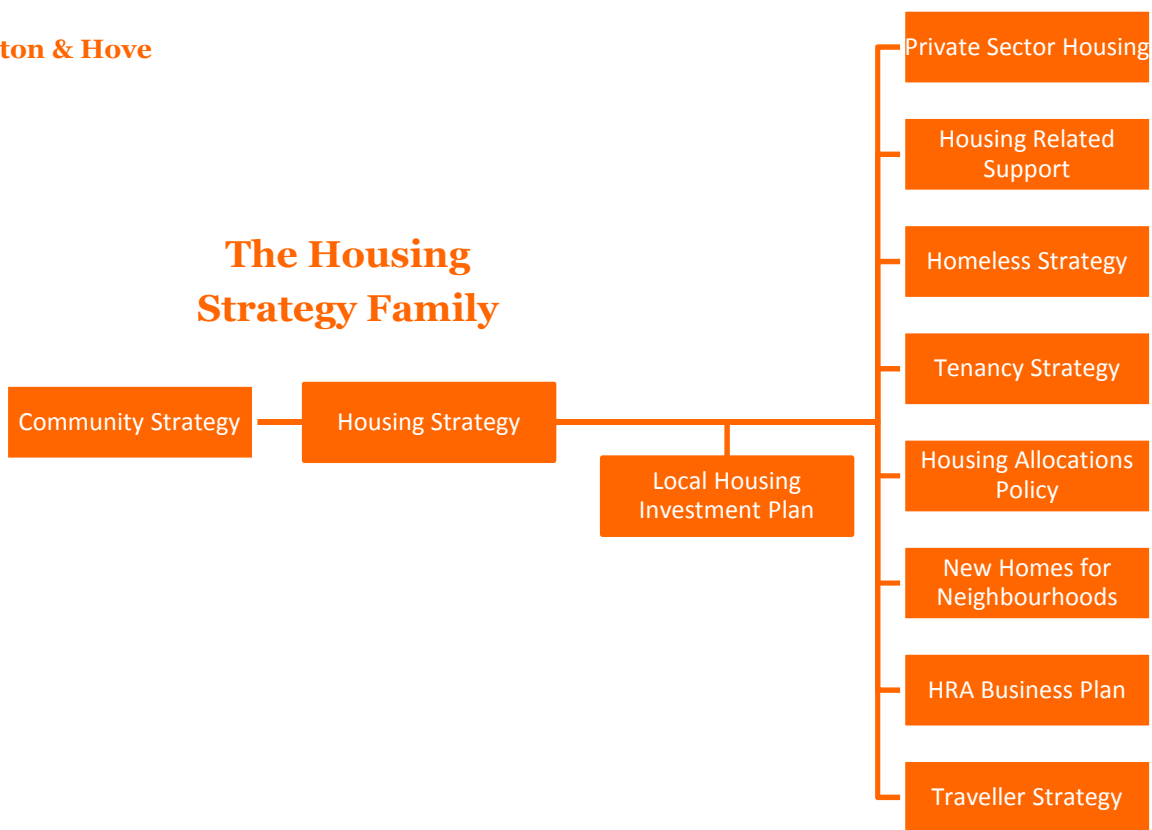 & Hove
The Housing
Strategy Family
Community Strategy
Housing Strategy
Local Housing
Investment Plan
Private Sector Housing
Housing Related
Support
Homeless Strategy
Tenancy Strategy
Housing Allocations
Policy
New Homes for
Neighbourhoods
HRA Business Plan
Traveller Strategy